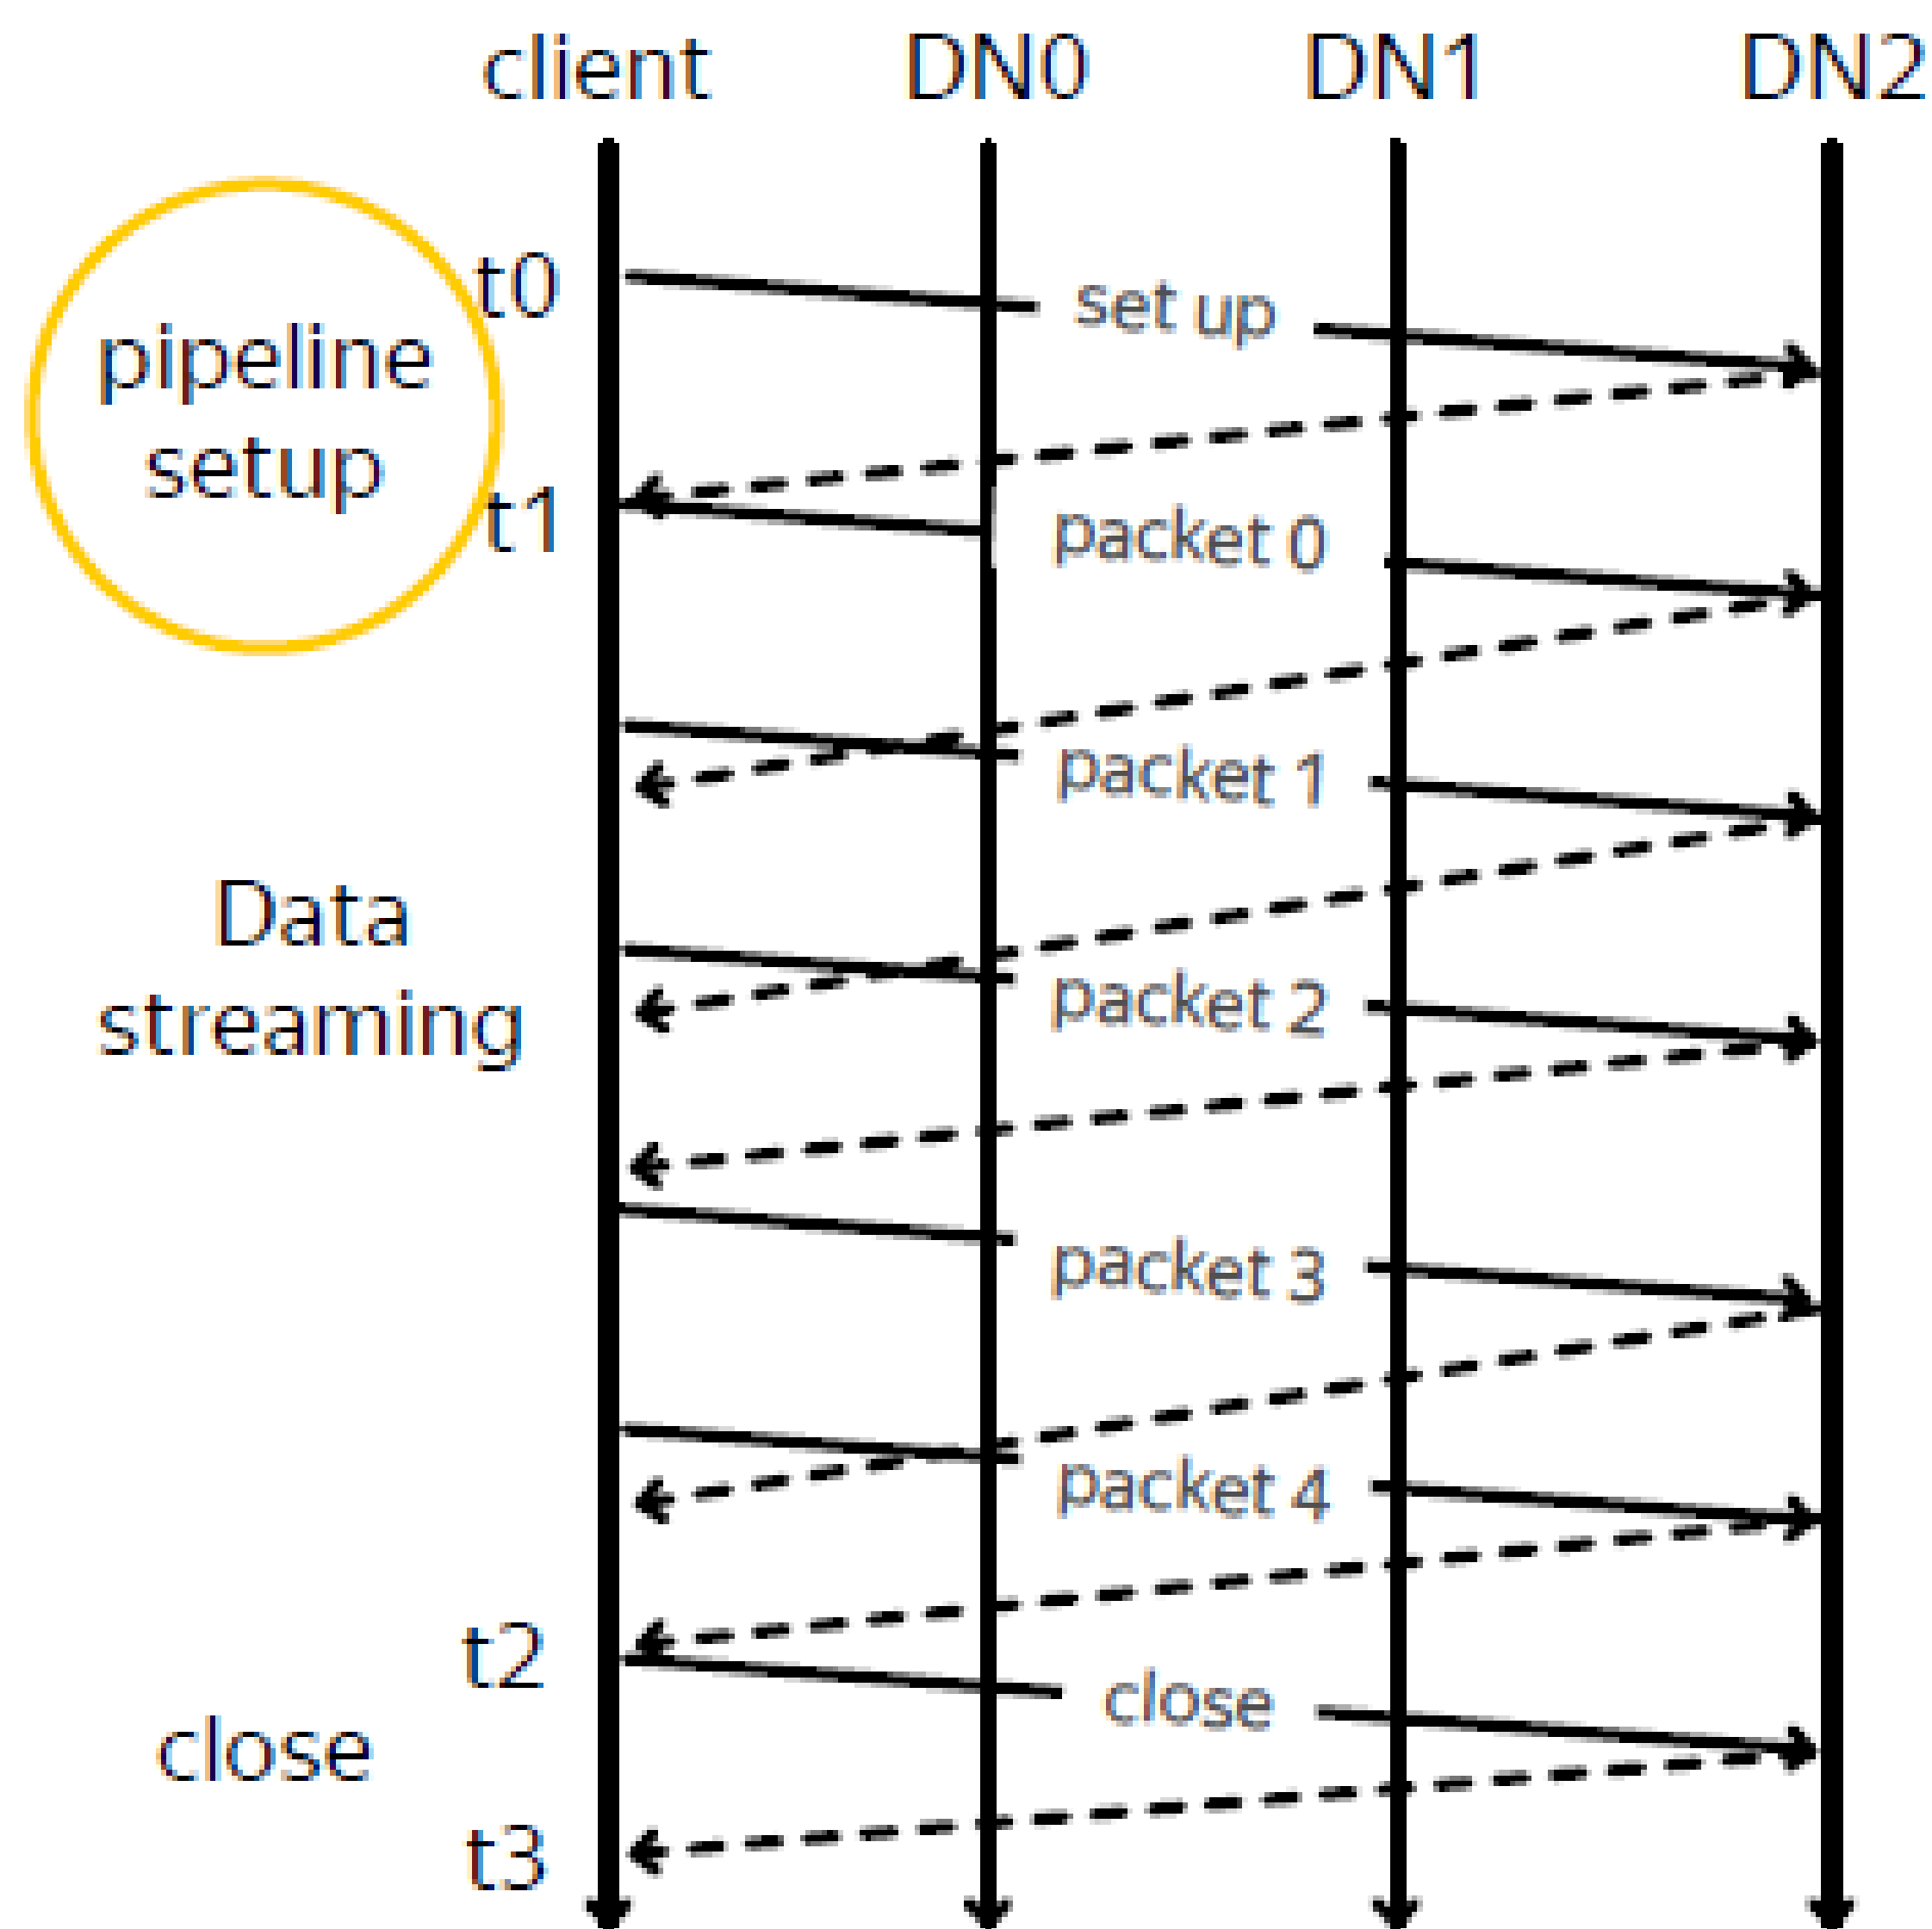 client DN0 DN1 DN2
t0
set up
pipeline
setup
t1
packet 0
packet 1
Data
streaming
packet 2
packet 3
packet 4
t2
close
close
t3